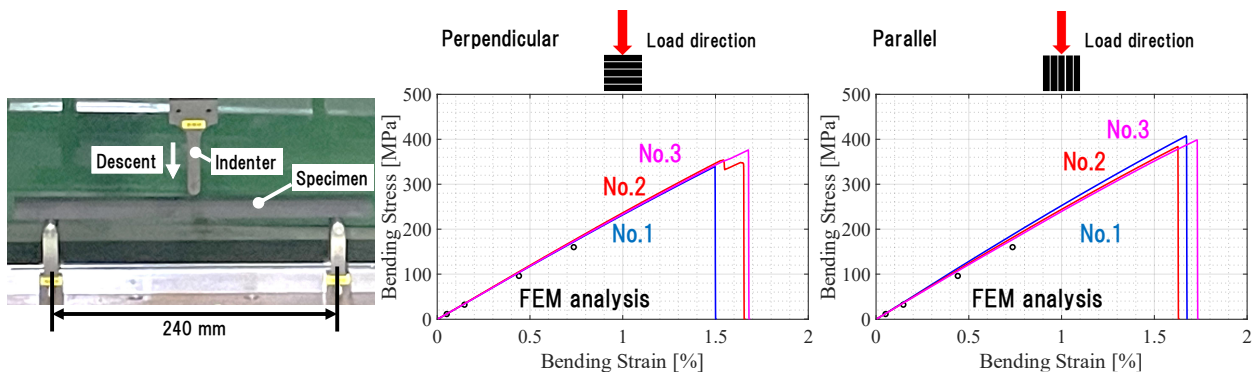 Descent
Indenter
Specimen
240 mm
Perpendicular
Load direction
Bending Stress [MPa]
500
400
300
200
100
0
No.3
No.2
No.1
FEM analysis
0
0.5
1
1.5
2
Bending Strain [%]
Parallel
Load direction
Bending Stress [MPa]
500
400
300
200
100
0
No.3
No.2
No.1
FEM analysis
0
0.5
1
1.5
2
Bending Strain [%]